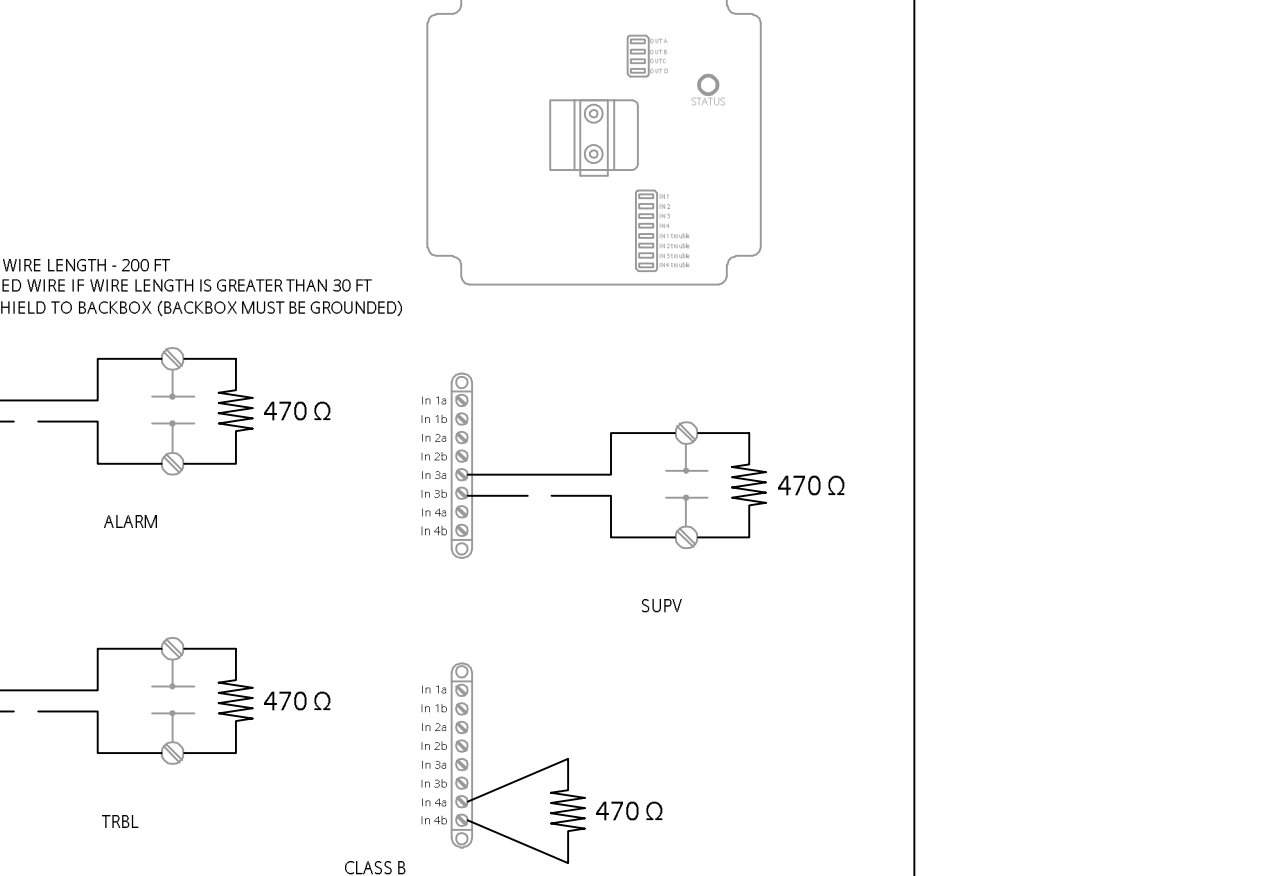 OUT A
OUT B
OUT C
OUT D
STATUS
IN 1
IN 2
IN 3
IN 4
IN 1 trouble
IN 2 trouble
IN 3 trouble
IN 4 trouble
WIRE LENGTH - 200 FT
ED WIRE IF WIRE LENGTH IS GREATER THAN 30 FT
HIELD TO BACKBOX (BACKBOX MUST BE GROUNDED)
470 Ω
ALARM
In 1a
In 1b
In 2a
In 2b
In 3a
In 3b
In 4a
In 4b
470 Ω
SUPV
470 Ω
TRBL
In 1a
In 1b
In 2a
In 2b
In 3a
In 3b
In 4a
In 4b
470 Ω
CLASS B